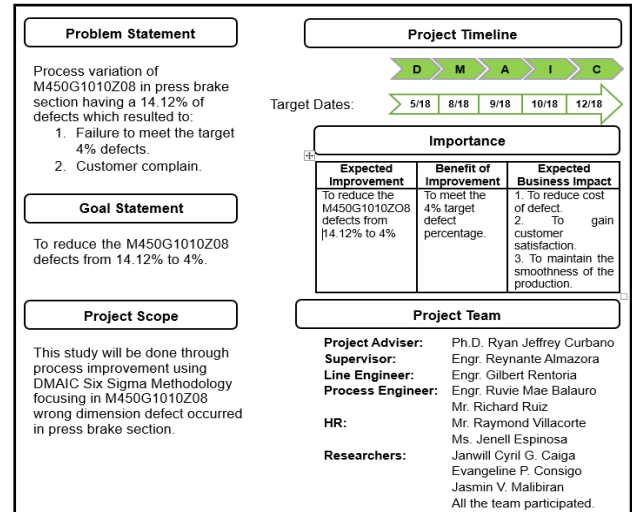 Problem Statement
Process variation of
M450G1010Z08 in press brake
section having a 14.12% of
defects which resulted to:
1. Failure to meet the target
4% defects.
2. Customer complain.
Goal Statement
To reduce the M450G1010Z08
defects from 14.12% to 4%.
Project Scope
This study will be done through
process improvement using
DMAIC Six Sigma Methodology
focusing in M450G1010Z08
wrong dimension defect occurred
in press brake section.
Project Timeline
D M A I C
Target Dates: 5/18 8/18 9/18 10/18 12/18
Importance
Expected
Improvement
Benefit of
Improvement
Expected
Business Impact
To reduce the
M450G1010ZO8
defects from
14.12% to 4%
To meet the
4% target
defect
percentage.
1. To reduce cost
of defect.
2. To gain
customer
satisfaction.
3. To maintain the
smoothness of the
production.
Project Team
Project Adviser: Ph.D. Ryan Jeffrey Curbano
Supervisor: Engr. Reynante Almazora
Line Engineer: Engr. Gilbert Rentoria
Process Engineer: Engr. Ruvie Mae Balauro
Mr. Richard Ruiz
HR: Mr. Raymond Villacorte
Ms. Jenell Espinosa
Researchers: Janwill Cyril G. Caiga
Evangeline P. Consigo
Jasmin V. Malibiran
All the team participated.